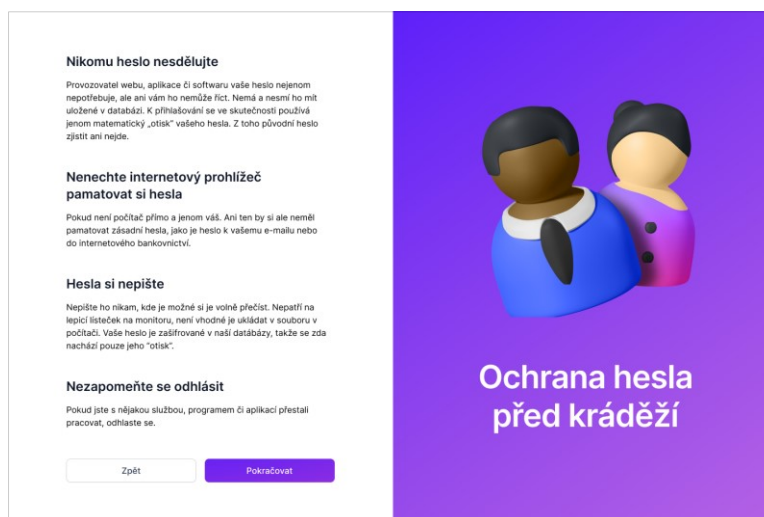 Nikomu heslo nesdělujte
Provozovatel webu, aplikace či softwaru vaše heslo nejenom
nepotřebuje, ale ani vám ho nemůže říct. Nemá a nesmí ho mít
uložené v databázi. K přihlašování se ve skutečnosti používá
jenom matematický „otisk" vašeho hesla. Z toho původní heslo
zjistit ani nejde.
Nenechte internetový prohlížeč
pamatovat si hesla
Pokud není počítač přímo a jenom váš. Ani ten by si ale neměl
pamatovat zásadní hesla, jako je heslo k vašemu e-mailu nebo
do internetového bankovnictví.
Hesla si nepište
Nepište ho nikam, kde je možné si je volně přečíst. Nepatří na
lepicí lísteček na monitoru, není vhodné je ukládat v souboru v
počítači. Vaše heslo je zašifrované v naší datábázy, takže se zda
nachází pouze jeho "otisk".
Nezapomeňte se odhlásit
Pokud jste s nějakou službou, programem či aplikací přestali
pracovat, odhlaste se.
Zpět
Pokračovat
Ochrana hesla
před kráděží